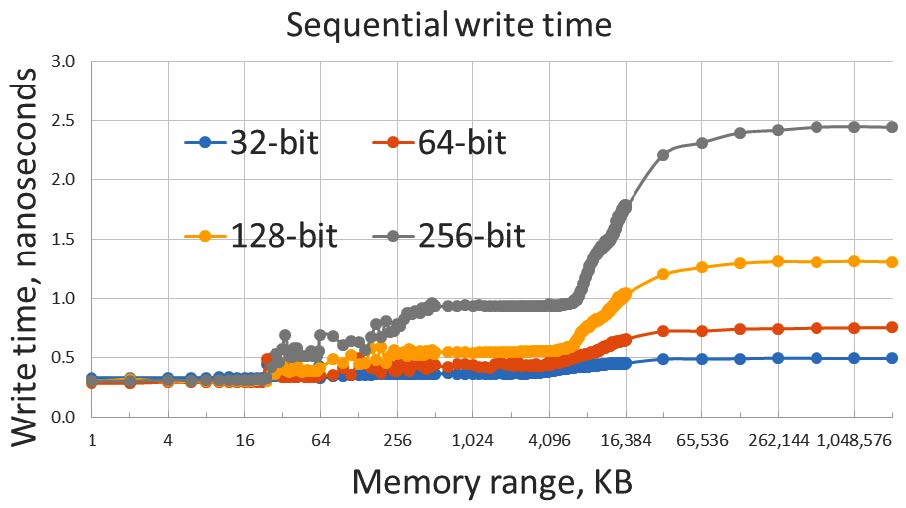 Sequential write time
Write time, nanoseconds
3.0
2.5
2.0
1.5
1.0
0.5
0.0
32-bit
64-bit
128-bit
256-bit
1 4 16 64 256 1,024 4,096 16,384 65,536 262,144 1,048,576
Memory range, KB